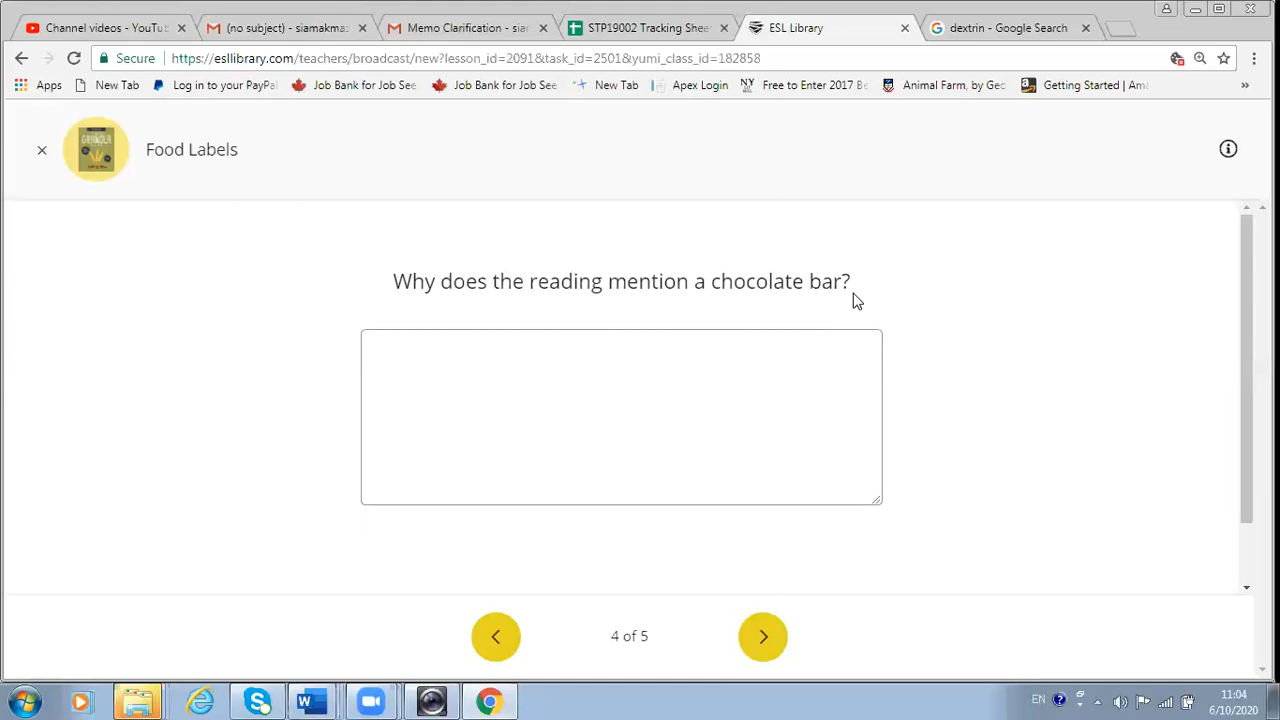 Channel videos - YouTu
(no subject) - siamakma
Memo Clarification - sia
STP19002 Tracking Shee
ESL Library
dextrin - Google Search
Secure
https://esllibrary.com/teachers/broadcast/new?lesson_id=2091&task_id=2501&yumi_class_id=182858
Apps
New Tab
Log in to your PayPal
Job Bank for Job See
Job Bank for Job See
New Tab
Apex Login
NY
Free to Enter 2017 Be
Animal Farm, by Geo
Getting Started | Ama
GRANOLA
Food Labels
Why does the reading mention a chocolate bar?
4 of 5
EN
11:04
6/10/2020